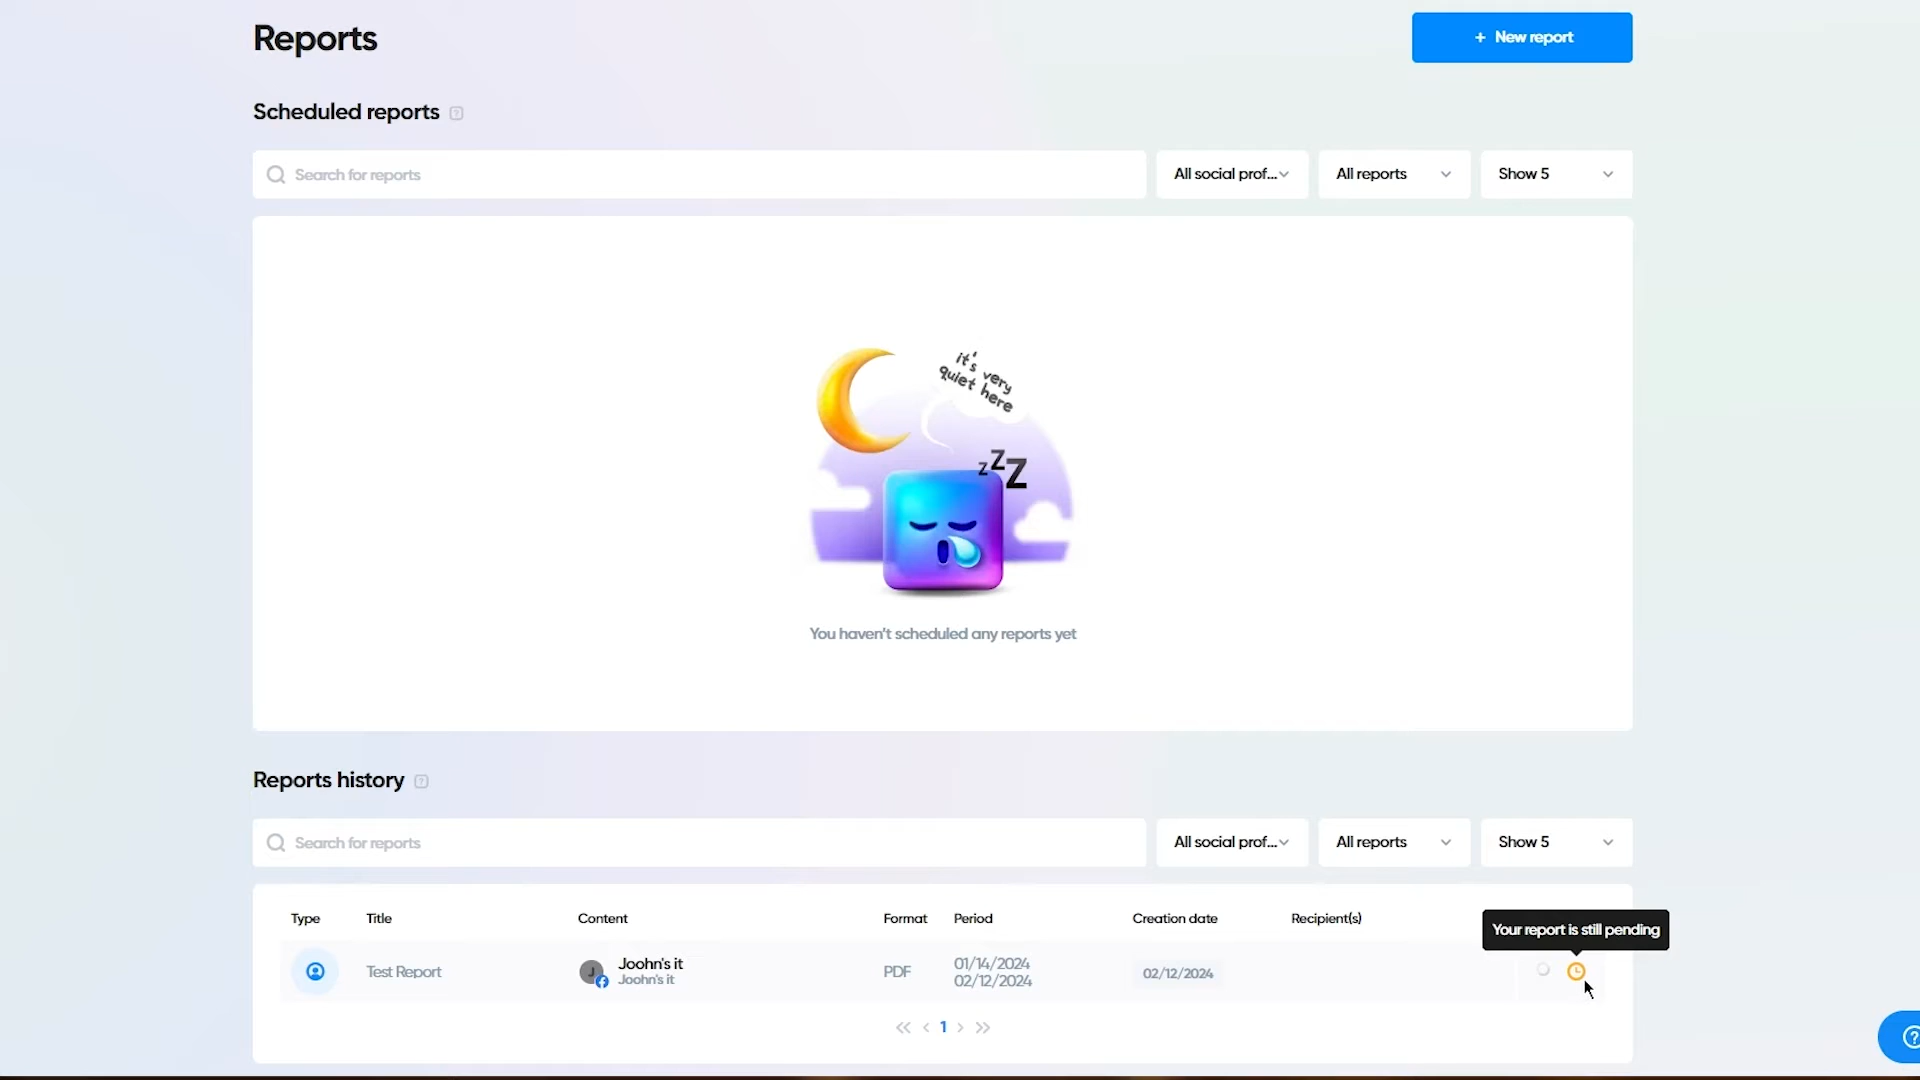 Reports
+ New report
Scheduled reports ?
Search for reports
All social prof...
All reports
Show 5
it's very
quiet here
z Z Z
You haven't scheduled any reports yet
Reports history ?
Search for reports
All social prof...
All reports
Show 5
Type Title Content Format Period Creation date Recipient(s)
Your report is still pending
Test Report
J
Joohn's it
Joohn's it
PDF
01/14/2024
02/12/2024
02/12/2024
« ‹ 1 › »
?